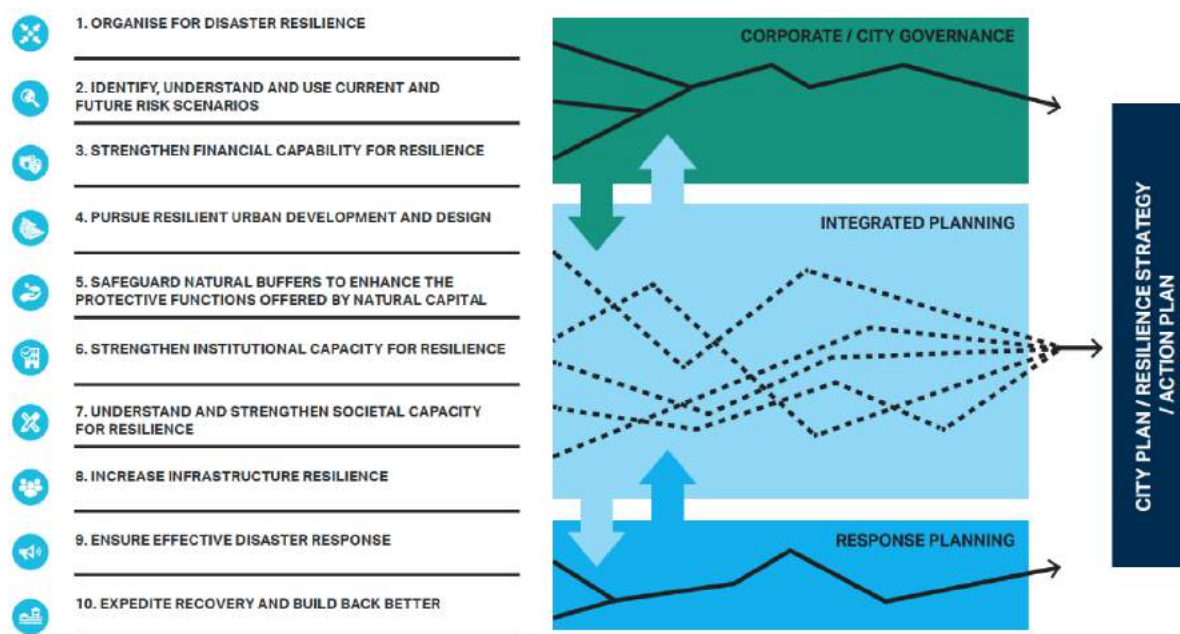 1. ORGANISE FOR DISASTER RESILIENCE
2. IDENTIFY, UNDERSTAND AND USE CURRENT AND
FUTURE RISK SCENARIOS
3. STRENGTHEN FINANCIAL CAPABILITY FOR RESILIENCE
4. PURSUE RESILIENT URBAN DEVELOPMENT AND DESIGN
5. SAFEGUARD NATURAL BUFFERS TO ENHANCE THE
PROTECTIVE FUNCTIONS OFFERED BY NATURAL CAPITAL
6. STRENGTHEN INSTITUTIONAL CAPACITY FOR RESILIENCE
7. UNDERSTAND AND STRENGTHEN SOCIETAL CAPACITY
FOR RESILIENCE
8. INCREASE INFRASTRUCTURE RESILIENCE
9. ENSURE EFFECTIVE DISASTER RESPONSE
10. EXPEDITE RECOVERY AND BUILD BACK BETTER
CORPORATE / CITY GOVERNANCE
INTEGRATED PLANNING
RESPONSE PLANNING
CITY PLAN / RESILIENCE STRATEGY
/ ACTION PLAN